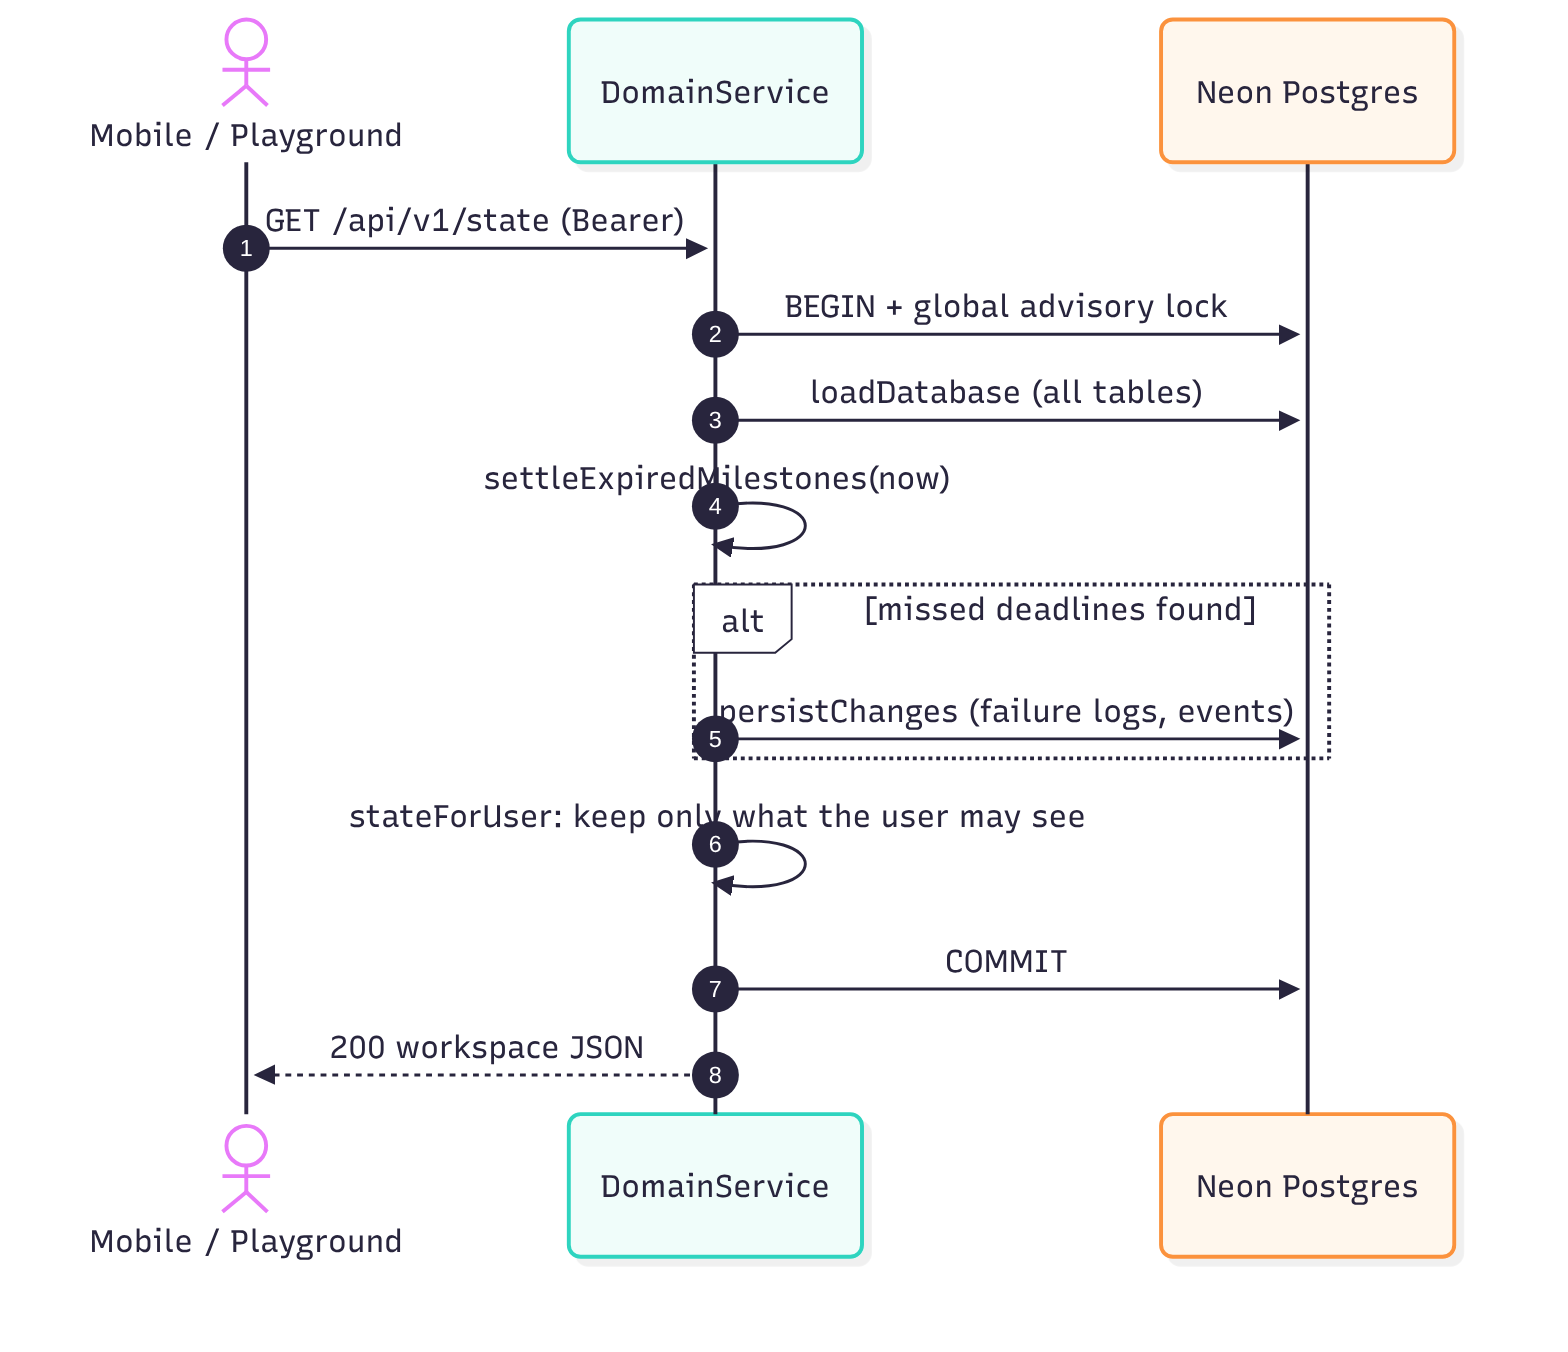 DomainService
Neon Postgres
Mobile / Playground
GET /api/v1/state (Bearer)
1
BEGIN + global advisory lock
2
loadDatabase (all tables)
3
settleExpiredMilestones(now)
4
alt
[missed deadlines found]
persistChanges (failure logs, events)
5
stateForUser: keep only what the user may see
6
COMMIT
7
200 workspace JSON
8
DomainService
Neon Postgres
Mobile / Playground